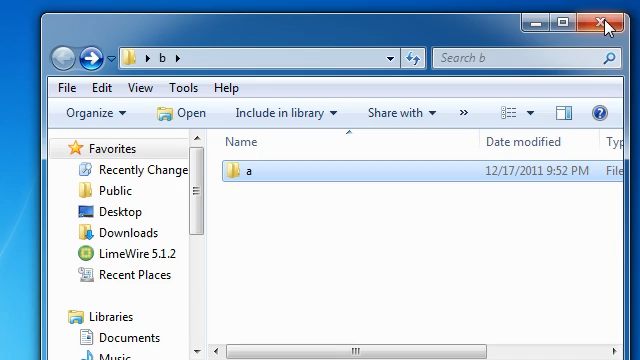 b
Search b
File Edit View Tools Help
Organize Open Include in library Share with »
Name Date modified Typ
Favorites
a 12/17/2011 9:52 PM File
Recently Change
Public
Desktop
Downloads
LimeWire 5.1.2
Recent Places
Libraries
Documents
Music